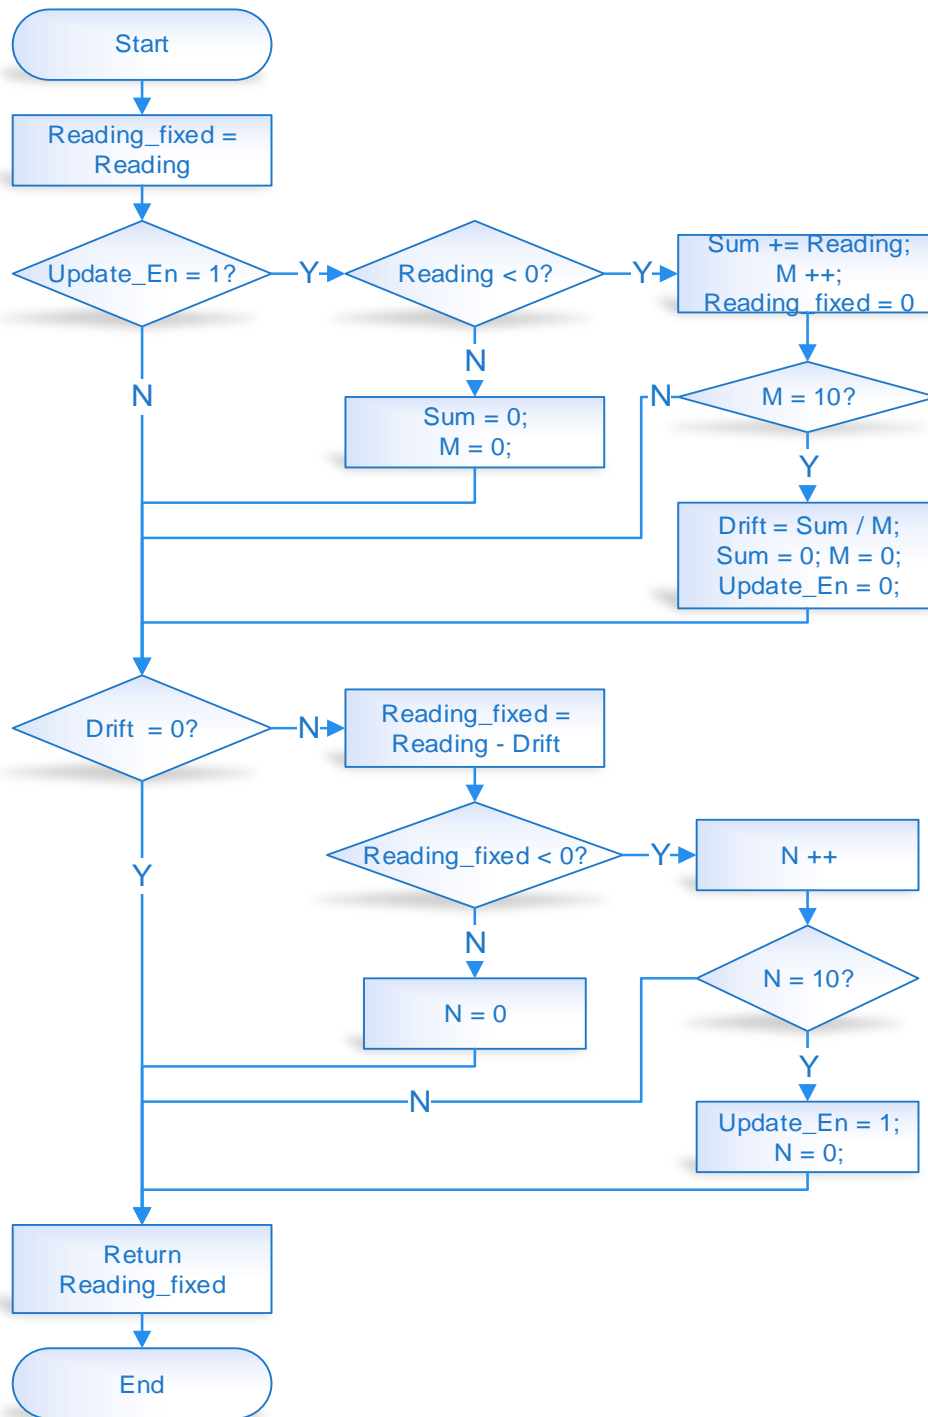 Start
Reading_fixed =
Reading
Update_En = 1?
Y
Reading < 0?
Y
Sum += Reading;
M ++;
Reading_fixed = 0
N
N
Sum = 0;
M = 0;
N
M = 10?
Y
Drift = Sum / M;
Sum = 0; M = 0;
Update_En = 0;
Drift = 0?
N
Reading_fixed =
Reading - Drift
Y
Reading_fixed < 0?
Y
N ++
N
N = 0
N = 10?
Y
N
Update_En = 1;
N = 0;
Return
Reading_fixed
End